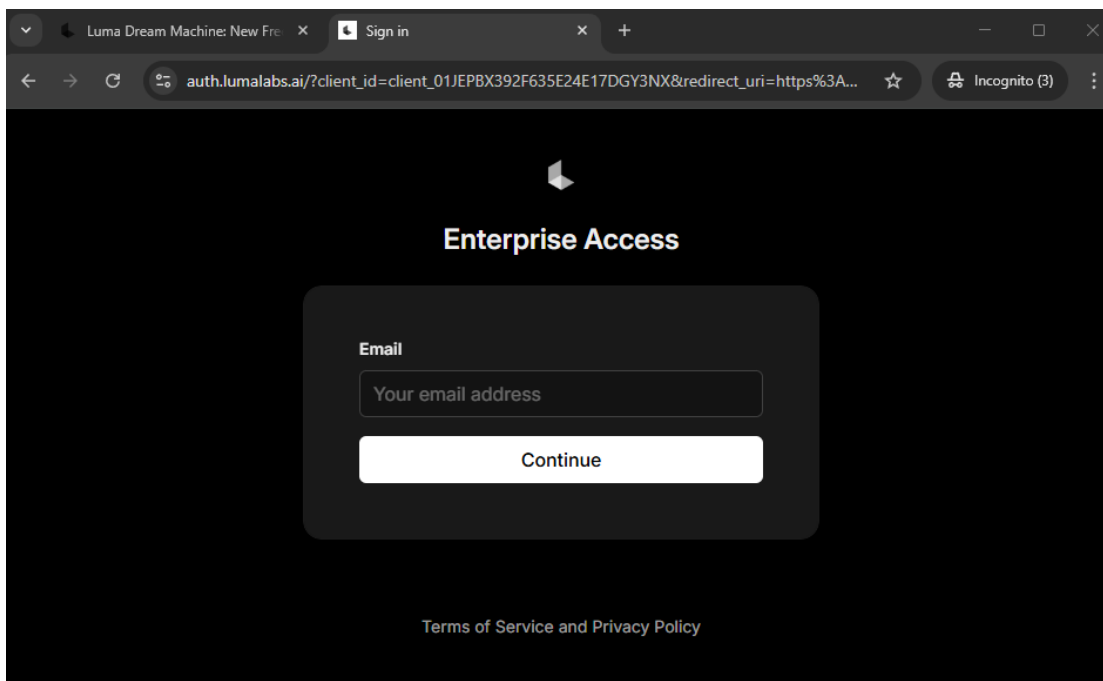 Luma Dream Machine: New Fre
Sign in
auth.lumalabs.ai/?client_id=client_01JEPBX392F635E24E17DGY3NX&redirect_uri=https%3A...
Incognito (3)
Enterprise Access
Email
Your email address
Continue
Terms of Service and Privacy Policy